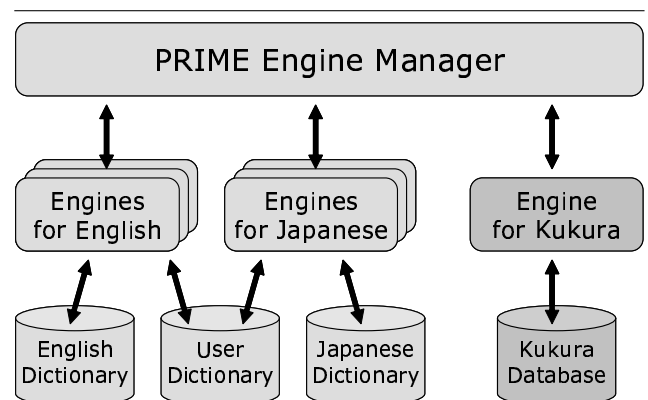 PRIME Engine Manager
Engines
for English
Engines
for Japanese
Engine
for Kukura
English
Dictionary
User
Dictionary
Japanese
Dictionary
Kukura
Database